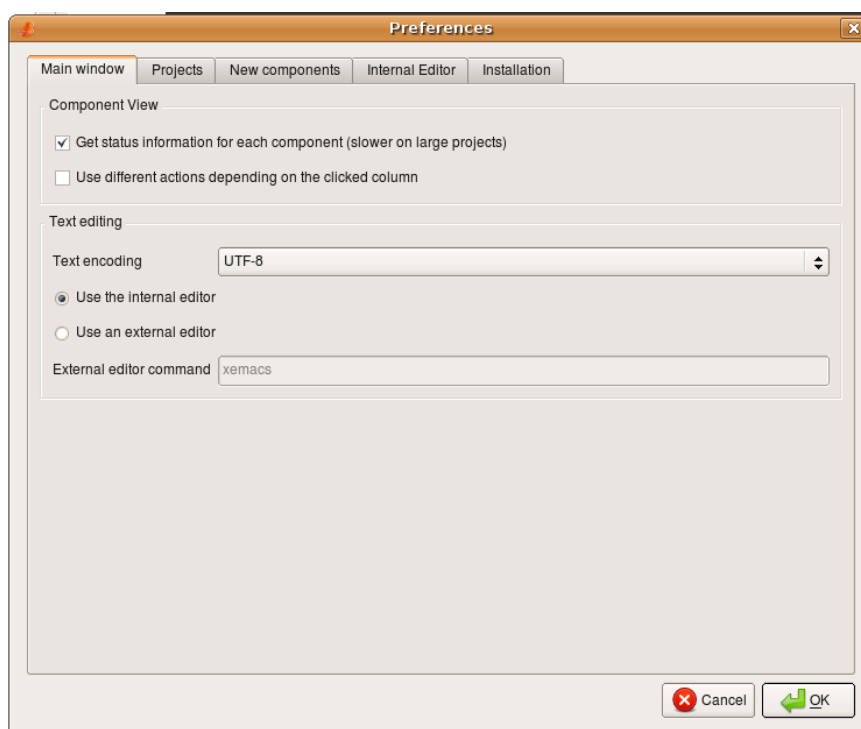 Preferences
Main window Projects New components Internal Editor Installation
Component View
Get status information for each component (slower on large projects)
Use different actions depending on the clicked column
Text editing
Text encoding UTF-8
Use the internal editor
Use an external editor
External editor command xemacs
Cancel OK